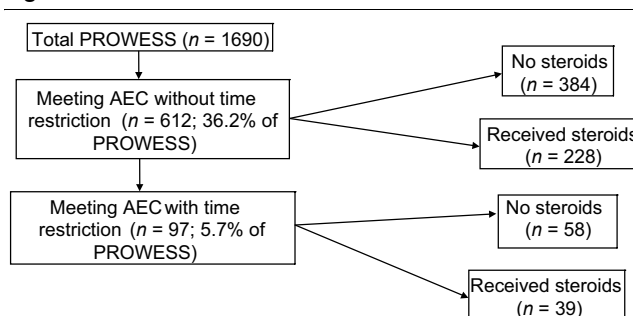 Total PROWESS (n = 1690)
No steroids
(n = 384)
Meeting AEC without time
restriction (n = 612; 36.2% of
PROWESS)
Received steroids
(n = 228)
Meeting AEC with time
restriction (n = 97; 5.7% of
PROWESS)
No steroids
(n = 58)
Received steroids
(n = 39)